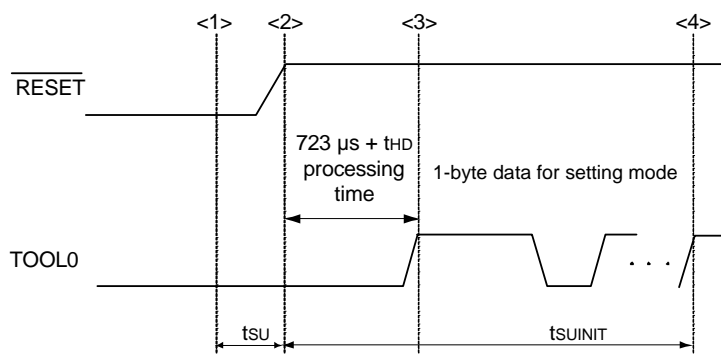 <1> <2> <3> <4>
RESET
723 µs + tHD
processing
time
1-byte data for setting mode
TOOL0
. . .
tSU tSUINIT